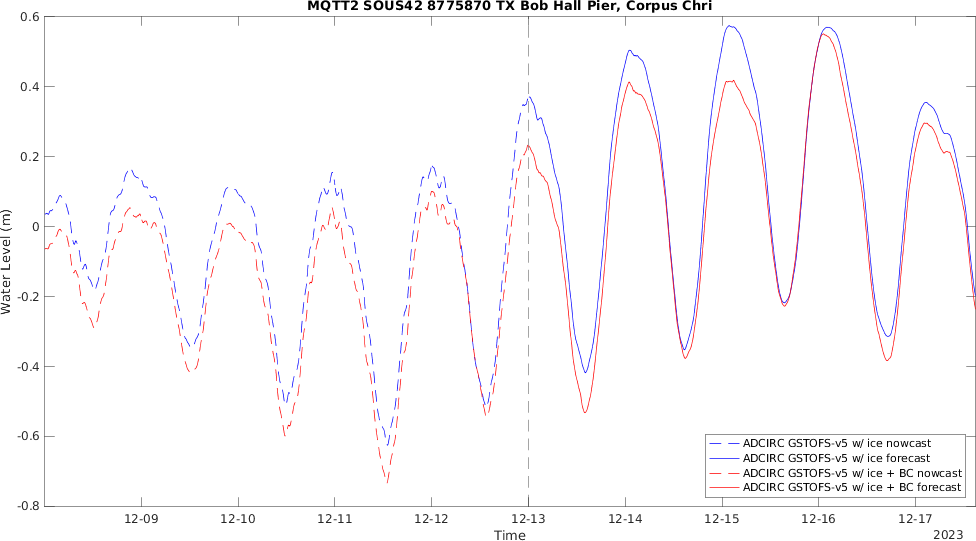 MQTT2 SOUS42 8775870 TX Bob Hall Pier, Corpus Chri
0.6
0.4
0.2
0
-0.2
-0.4
-0.6
-0.8
Water Level (m)
12-09 12-10 12-11 12-12 12-13 12-14 12-15 12-16 12-17
Time
2023
ADCIRC GSTOFS-v5 w/ ice nowcast
ADCIRC GSTOFS-v5 w/ ice forecast
ADCIRC GSTOFS-v5 w/ ice + BC nowcast
ADCIRC GSTOFS-v5 w/ ice + BC forecast